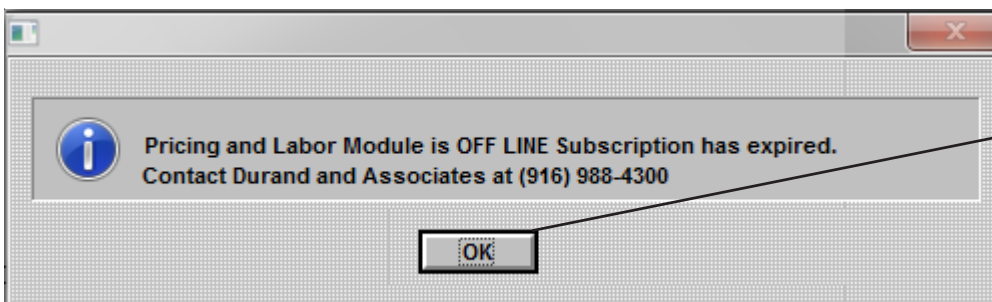 Pricing and Labor Module is OFF LINE Subscription has expired.
Contact Durand and Associates at (916) 988-4300
OK